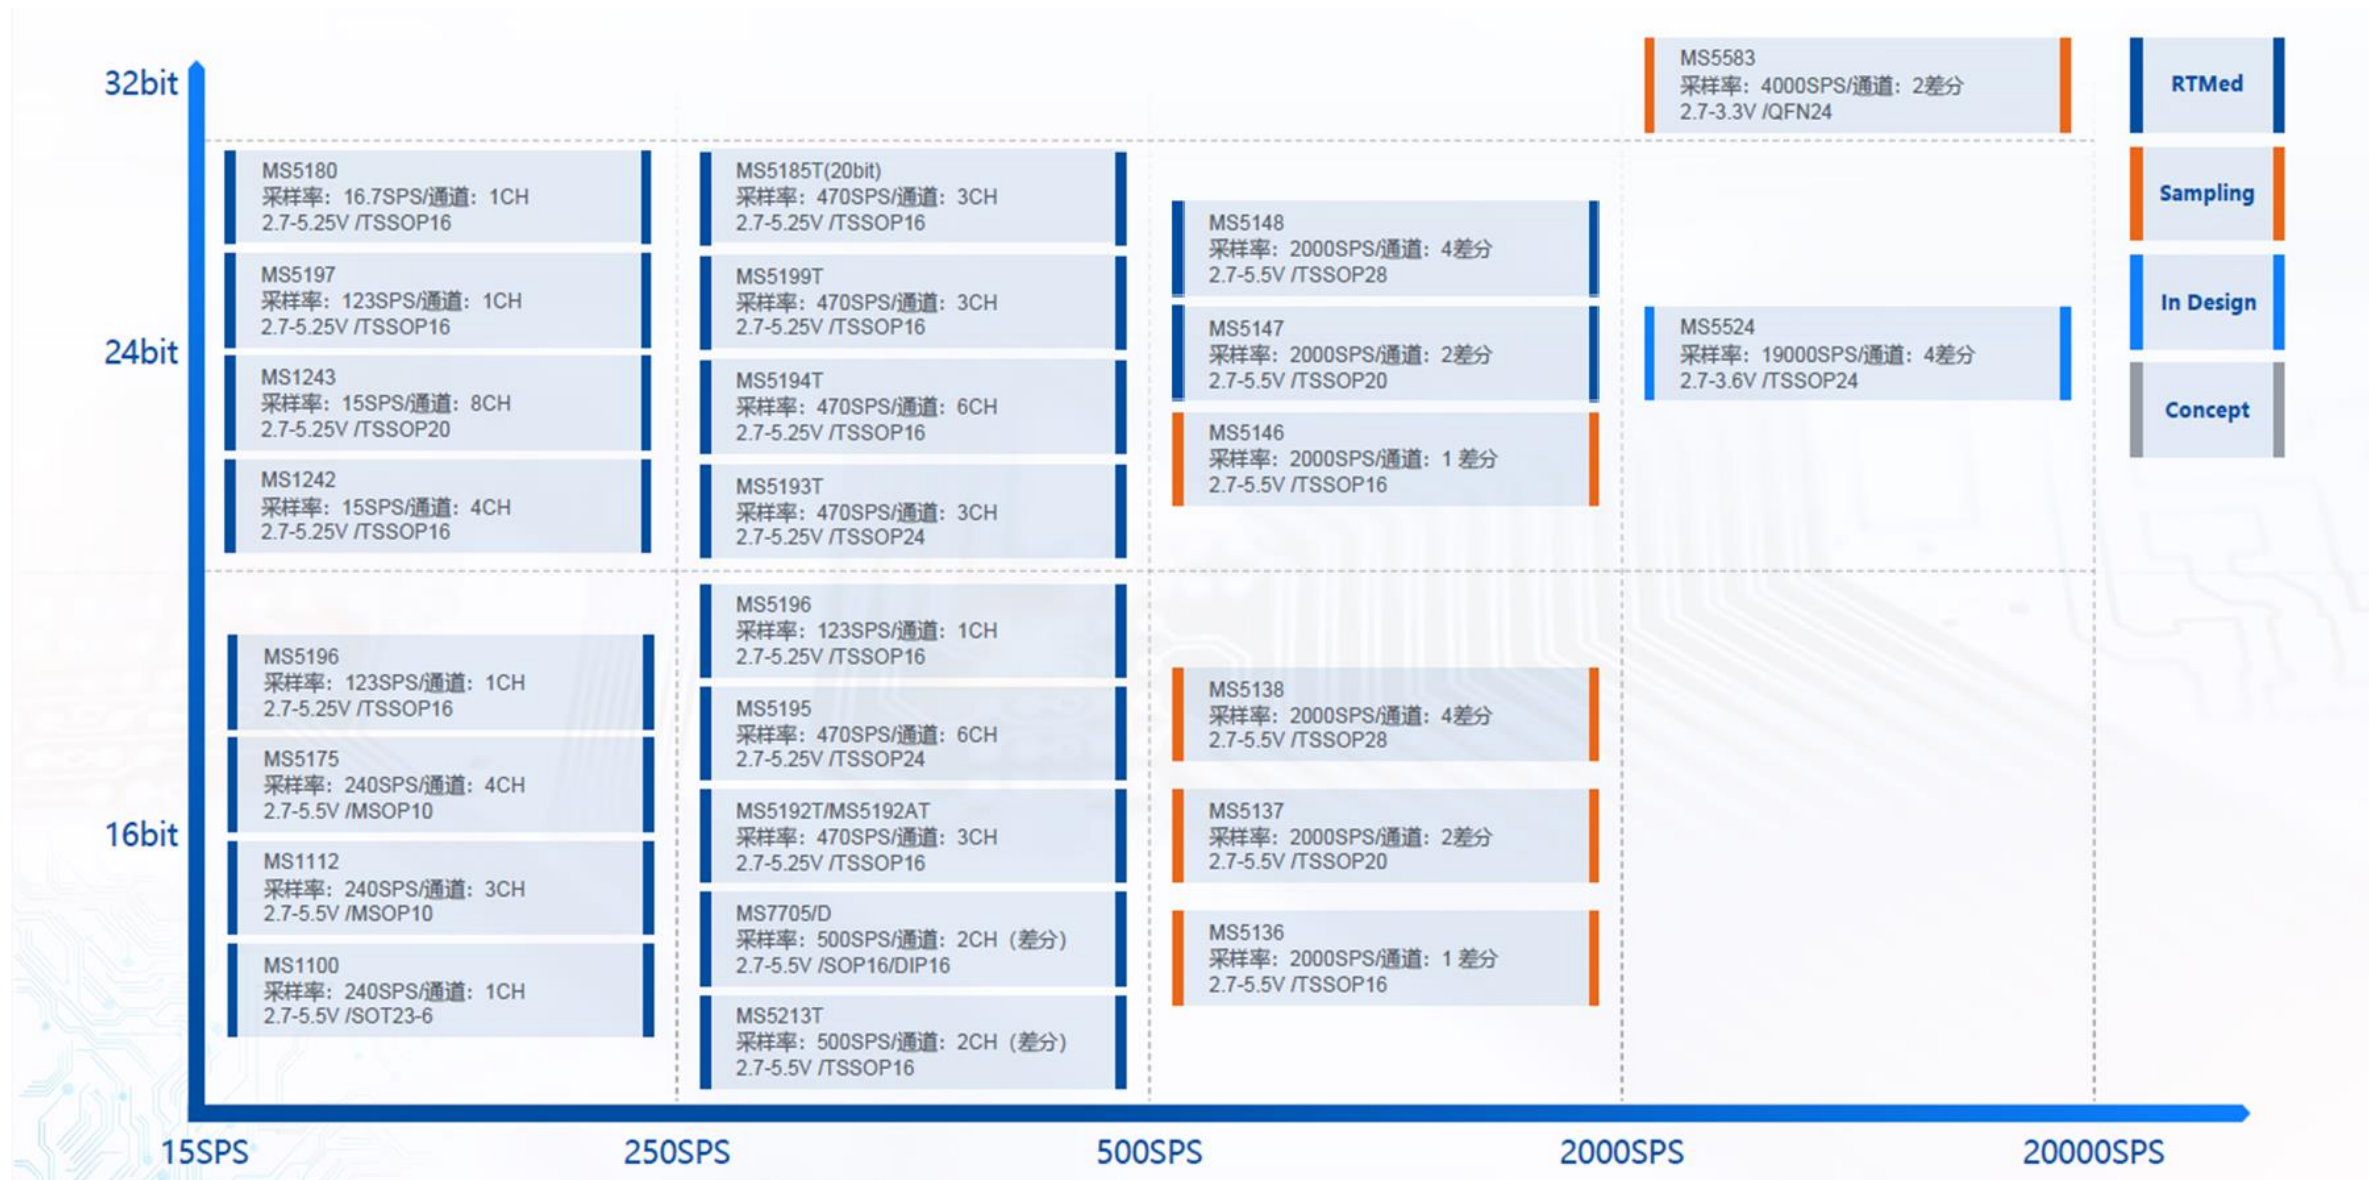 32bit
24bit
16bit
MS5180
采样率：16.7SPS/通道：1CH
2.7-5.25V /TSSOP16
MS5197
采样率：123SPS/通道：1CH
2.7-5.25V /TSSOP16
MS1243
采样率：15SPS/通道：8CH
2.7-5.25V /TSSOP20
MS1242
采样率：15SPS/通道：4CH
2.7-5.25V /TSSOP16
MS5196
采样率：123SPS/通道：1CH
2.7-5.25V /TSSOP16
MS5175
采样率：240SPS/通道：4CH
2.7-5.5V /MSOP10
MS1112
采样率：240SPS/通道：3CH
2.7-5.5V /MSOP10
MS1100
采样率：240SPS/通道：1CH
2.7-5.5V /SOT23-6
MS5185T(20bit)
采样率：470SPS/通道：3CH
2.7-5.25V /TSSOP16
MS5199T
采样率：470SPS/通道：3CH
2.7-5.25V /TSSOP16
MS5194T
采样率：470SPS/通道：6CH
2.7-5.25V /TSSOP16
MS5193T
采样率：470SPS/通道：3CH
2.7-5.25V /TSSOP24
MS5196
采样率：123SPS/通道：1CH
2.7-5.25V /TSSOP16
MS5195
采样率：470SPS/通道：6CH
2.7-5.25V /TSSOP24
MS5192T/MS5192AT
采样率：470SPS/通道：3CH
2.7-5.25V /TSSOP16
MS7705/D
采样率：500SPS/通道：2CH（差分）
2.7-5.5V /SOP16/DIP16
MS5213T
采样率：500SPS/通道：2CH（差分）
2.7-5.5V /TSSOP16
MS5148
采样率：2000SPS/通道：4差分
2.7-5.5V /TSSOP28
MS5147
采样率：2000SPS/通道：2差分
2.7-5.5V /TSSOP20
MS5146
采样率：2000SPS/通道：1 差分
2.7-5.5V /TSSOP16
MS5138
采样率：2000SPS/通道：4差分
2.7-5.5V /TSSOP28
MS5137
采样率：2000SPS/通道：2差分
2.7-5.5V /TSSOP20
MS5136
采样率：2000SPS/通道：1 差分
2.7-5.5V /TSSOP16
MS5583
采样率：4000SPS/通道：2差分
2.7-3.3V /QFN24
MS5524
采样率：19000SPS/通道：4差分
2.7-3.6V /TSSOP24
RTMed
Sampling
In Design
Concept
15SPS
250SPS
500SPS
2000SPS
20000SPS